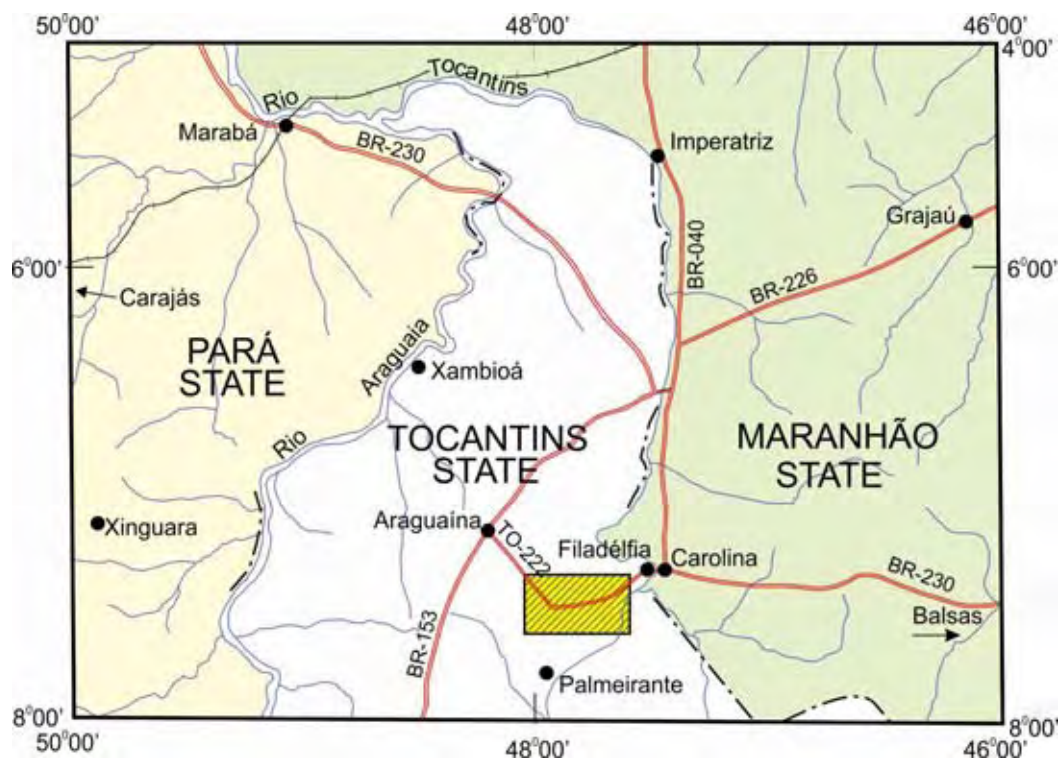 50°00'
48°00'
46°00'
4°00'
Rio
Tocantins
Marabá
BR-230
Imperatriz
Grajaú
BR-040
6°00'
6°00'
BR-226
Carajás
PARÁ
STATE
Araguaia
Xambioá
Rio
TOCANTINS
STATE
MARANHÃO
STATE
Xinguara
Araguaína
TO-222
Filadélfia
Carolina
BR-230
Balsas
BR-153
Palmeirante
8°00'
8°00'
50°00'
48°00'
46°00'